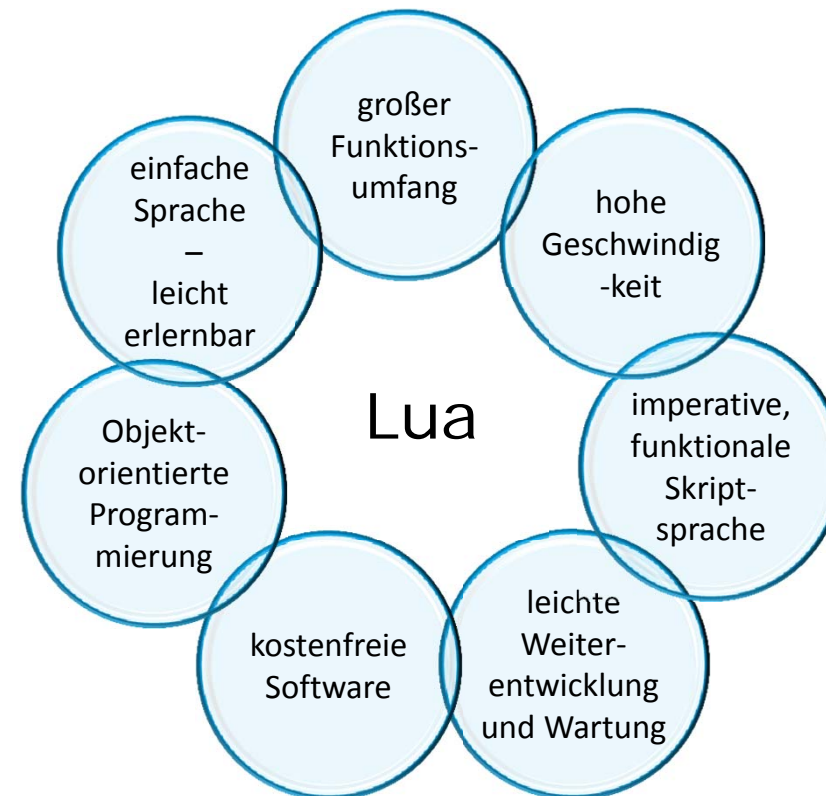 großer
Funktions-
umfang
hohe
Geschwindig
-keit
imperative,
funktionale
Skript-
sprache
leichte
Weiter-
entwicklung
und Wartung
kostenfreie
Software
Objekt-
orientierte
Program-
mierung
einfache
Sprache
–
leicht
erlernbar
Lua